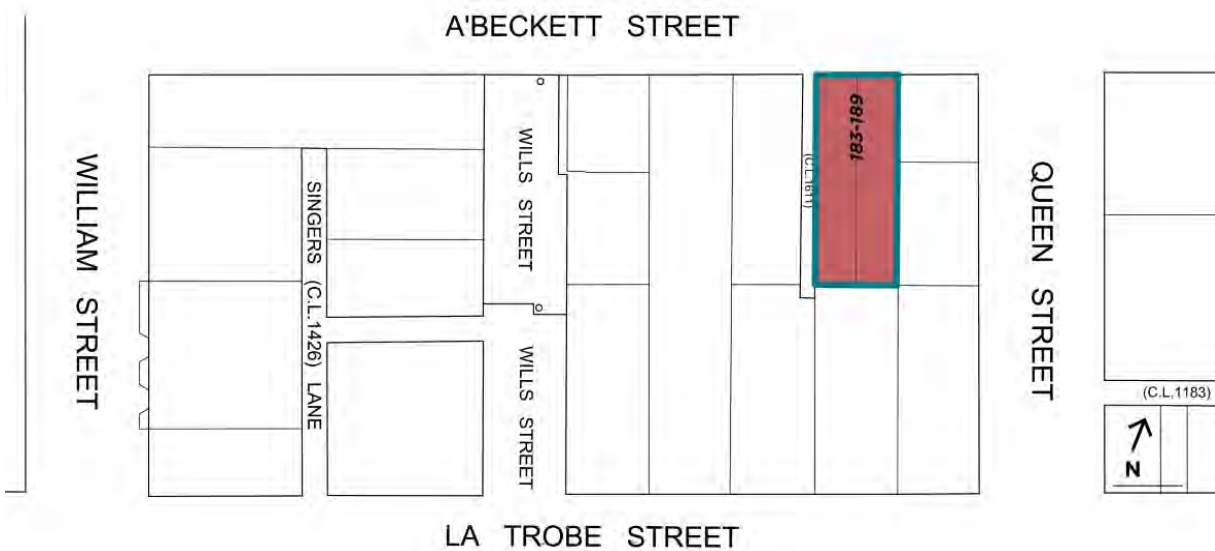 A'BECKETT STREET
WILLIAM STREET
SINGERS (C.L.1426) LANE
WILLS STREET
WILLS STREET
(C.L.1611)
183-189
QUEEN STREET
(C.L.1183)
N
LA TROBE STREET